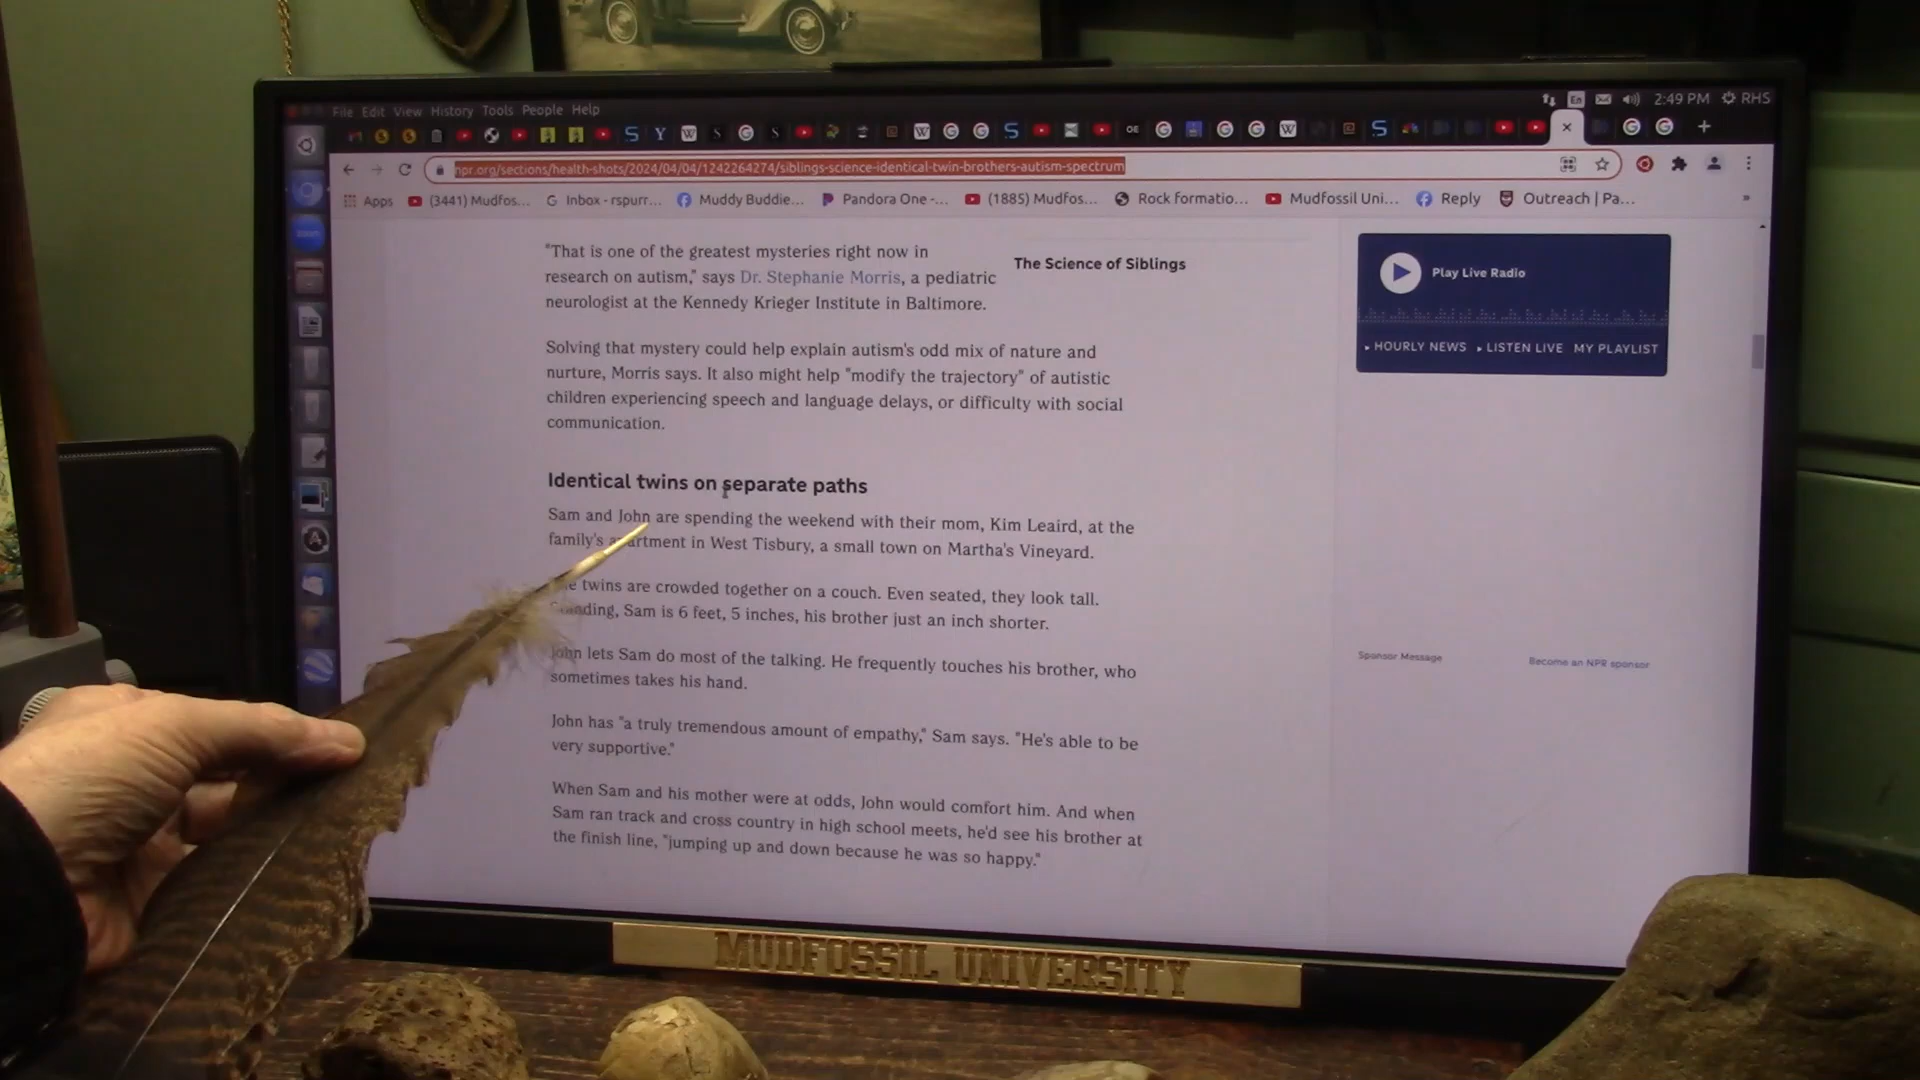 File Edit View History Tools People Help
En 2:49 PM RHS
npr.org/sections/health-shots/2024/04/04/1242264274/siblings-science-identical-twin-brothers-autism-spectrum
Apps (3441) Mudfos... Inbox - rspurr... Muddy Buddie... Pandora One -... (1885) Mudfos... Rock formatio... Mudfossil Uni... Reply Outreach | Pa... »
"That is one of the greatest mysteries right now in
research on autism," says Dr. Stephanie Morris, a pediatric
neurologist at the Kennedy Krieger Institute in Baltimore.
The Science of Siblings
Play Live Radio
HOURLY NEWS LISTEN LIVE MY PLAYLIST
Solving that mystery could help explain autism's odd mix of nature and
nurture, Morris says. It also might help "modify the trajectory" of autistic
children experiencing speech and language delays, or difficulty with social
communication.
Identical twins on separate paths
Sam and John are spending the weekend with their mom, Kim Leaird, at the
family's apartment in West Tisbury, a small town on Martha's Vineyard.
twins are crowded together on a couch. Even seated, they look tall.
Sam is 6 feet, 5 inches, his brother just an inch shorter.
John lets Sam do most of the talking. He frequently touches his brother, who
sometimes takes his hand.
Sponsor Message Become an NPR sponsor
John has "a truly tremendous amount of empathy," Sam says. "He's able to be
very supportive."
When Sam and his mother were at odds, John would comfort him. And when
Sam ran track and cross country in high school meets, he'd see his brother at
the finish line, "jumping up and down because he was so happy."
MUDFOSSIL UNIVERSITY